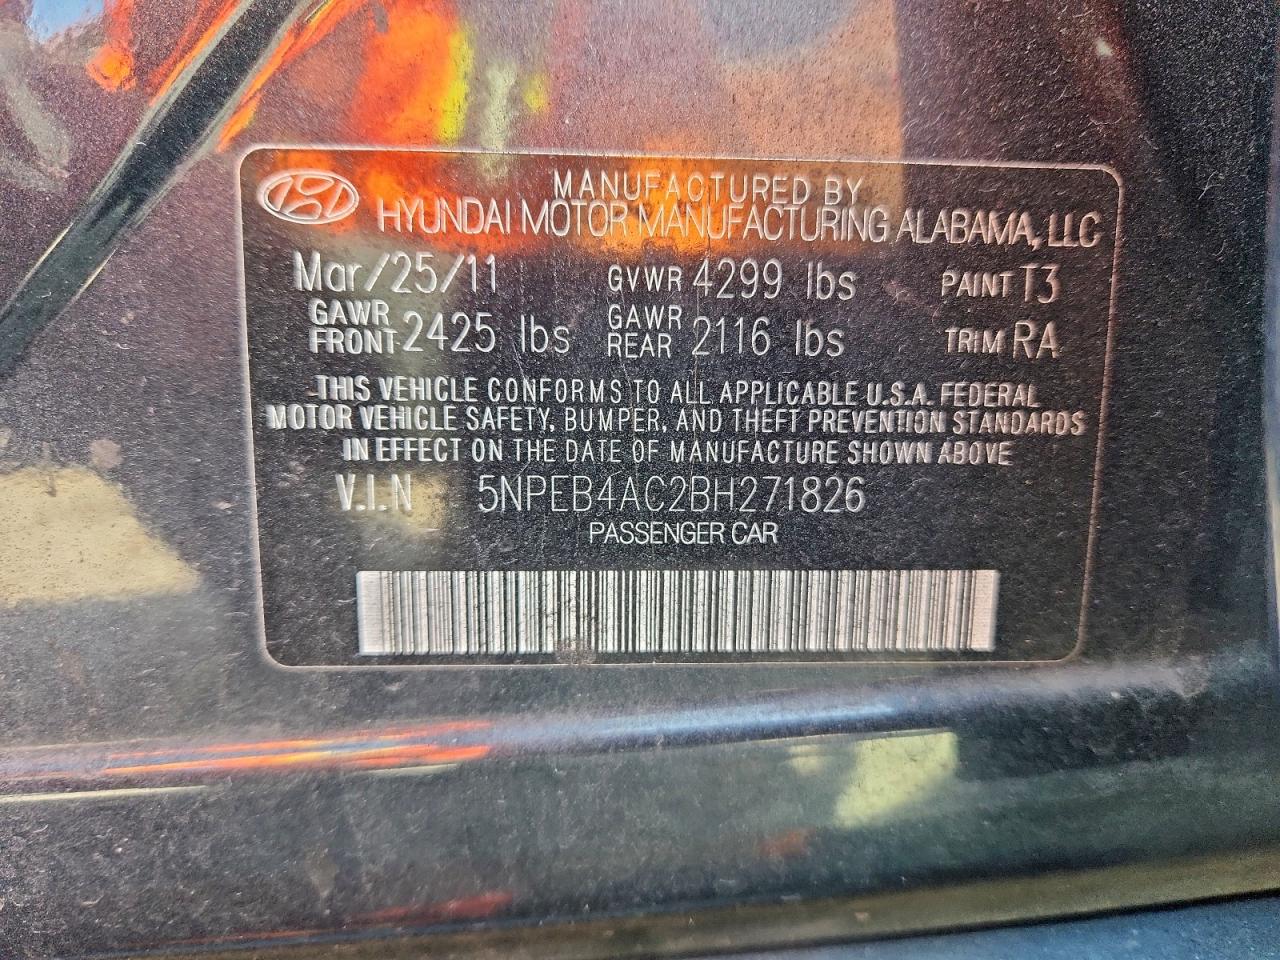 MANUFACTURED BY
HYUNDAI MOTOR MANUFACTURING ALABAMA, LLC
Mar/25/11 GVWR 4299 lbs PAINT T3
GAWR FRONT 2425 lbs GAWR REAR 2116 lbs TRIM RA
THIS VEHICLE CONFORMS TO ALL APPLICABLE U.S.A. FEDERAL
MOTOR VEHICLE SAFETY, BUMPER, AND THEFT PREVENTION STANDARDS
IN EFFECT ON THE DATE OF MANUFACTURE SHOWN ABOVE
V.I.N 5NPEB4AC2BH271826
PASSENGER CAR